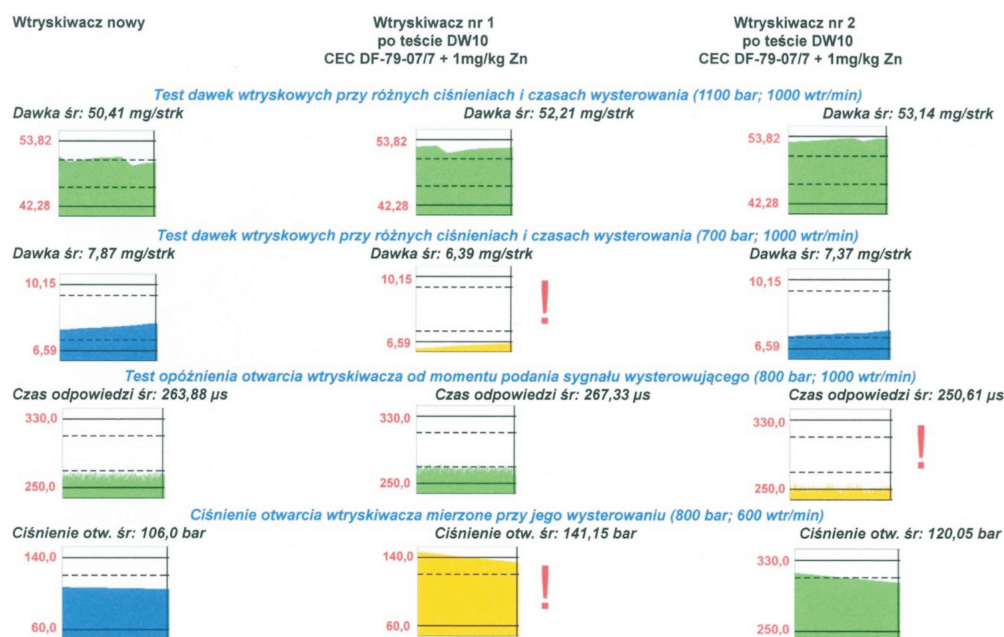 Wtryskiwacz nowy
Wtryskiwacz nr 1
po teście DW10
CEC DF-79-07/7 + 1mg/kg Zn
Wtryskiwacz nr 2
po teście DW10
CEC DF-79-07/7 + 1mg/kg Zn
Test dawek wtryskowych przy różnych ciśnieniach i czasach wysterowania (1100 bar; 1000 wtr/min)
Dawka śr: 50,41 mg/strk
Dawka śr: 52,21 mg/strk
Dawka śr: 53,14 mg/strk
53,82
42,28
53,82
42,28
53,82
42,28
Test dawek wtryskowych przy różnych ciśnieniach i czasach wysterowania (700 bar; 1000 wtr/min)
Dawka śr: 7,87 mg/strk
Dawka śr: 6,39 mg/strk
Dawka śr: 7,37 mg/strk
10,15
6,59
10,15
6,59
!
10,15
6,59
Test opóźnienia otwarcia wtryskiwacza od momentu podania sygnału wysterowującego (800 bar; 1000 wtr/min)
Czas odpowiedzi śr: 263,88 µs
Czas odpowiedzi śr: 267,33 µs
Czas odpowiedzi śr: 250,61 µs
330,0
250,0
330,0
250,0
330,0
250,0
!
Ciśnienie otwarcia wtryskiwacza mierzone przy jego wysterowaniu (800 bar; 600 wtr/min)
Ciśnienie otw. śr: 106,0 bar
Ciśnienie otw. śr: 141,15 bar
Ciśnienie otw. śr: 120,05 bar
140,0
60,0
140,0
60,0
!
330,0
250,0